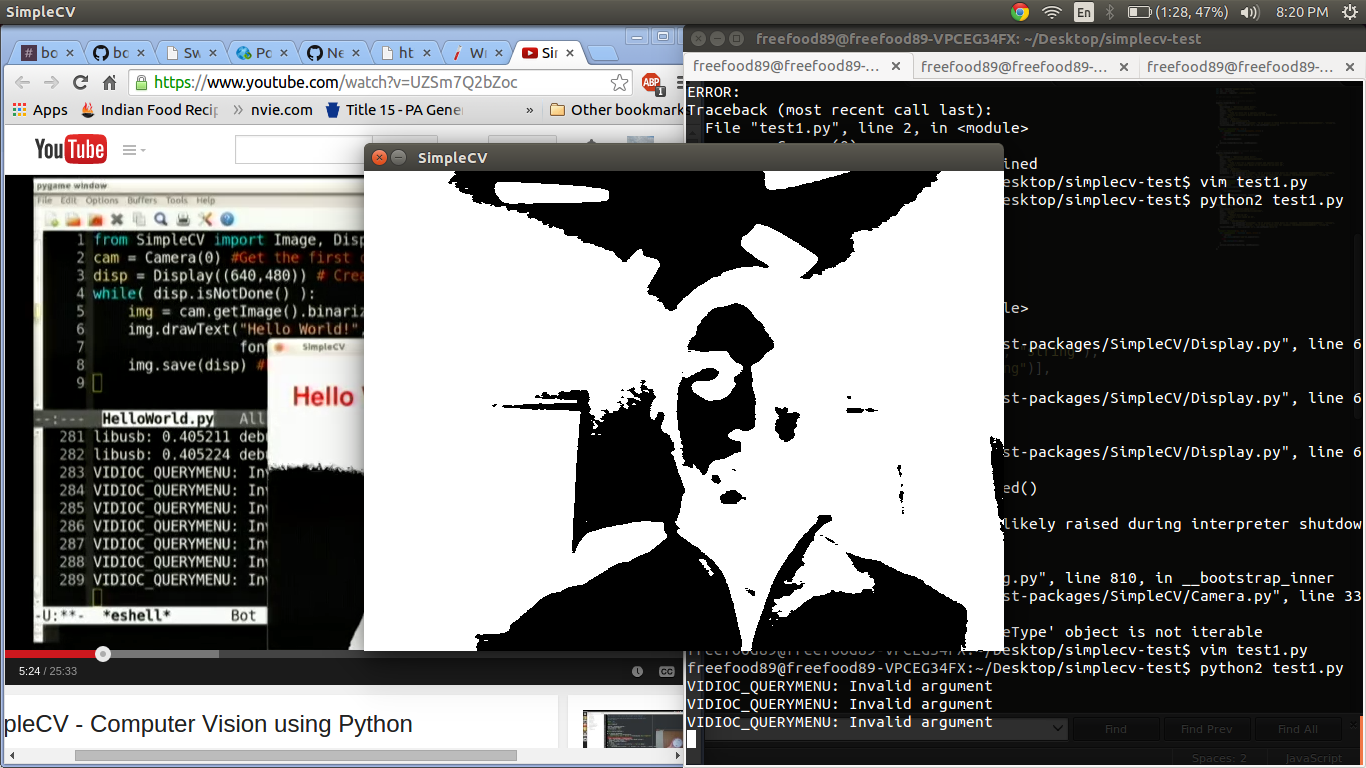 SimpleCV
En
(1:28, 47%)
8:20 PM
# bo
bo
Sw
Po
Ne
ht
Wi
Sin
https://www.youtube.com/watch?v=UZSm7Q2bZoc
ABP
1
Apps
Indian Food Recip
nvie.com
Title 15 - PA Gene
»
Other bookmark
YouTube
pygame window
File Edit Options Buffers Tools Help
1 from SimpleCV import Image, Disp
2 cam = Camera(0) #Get the first
3 disp = Display((640,480)) # Crea
4 while( disp.isNotDone() ):
5 img = cam.getImage().binariz
6 img.drawText("Hello World!",
7 fon
8 img.save(disp) #
9
SimpleCV
Hello
--:--- HelloWorld.py All
281 libusb: 0.405211 deb
282 libusb: 0.405224 deb
283 VIDIOC_QUERYMENU: Inv
284 VIDIOC_QUERYMENU: Inv
285 VIDIOC_QUERYMENU: Inv
286 VIDIOC_QUERYMENU: Inv
287 VIDIOC_QUERYMENU: Inv
288 VIDIOC_QUERYMENU: Inv
289 VIDIOC_QUERYMENU: Inv
-U:**- *eshell* Bot
5:24 / 25:33
CC
pleCV - Computer Vision using Python
SimpleCV
freefood89@freefood89-VPCEG34FX: ~/Desktop/simplecv-test
freefood89@freefood89-...
freefood89@freefood89-...
freefood89@freefood89-...
ERROR:
Traceback (most recent call last):
File "test1.py", line 2, in <module>
ined
esktop/simplecv-test$ vim test1.py
esktop/simplecv-test$ python2 test1.py
le>
st-packages/SimpleCV/Display.py", line 6
st-packages/SimpleCV/Display.py", line 6
st-packages/SimpleCV/Display.py", line 6
ed()
likely raised during interpreter shutdow
g.py", line 810, in __bootstrap_inner
st-packages/SimpleCV/Camera.py", line 33
eType' object is not iterable
freefood89@freefood89-VPCEG34FX:~/Desktop/simplecv-test$ vim test1.py
freefood89@freefood89-VPCEG34FX:~/Desktop/simplecv-test$ python2 test1.py
VIDIOC_QUERYMENU: Invalid argument
VIDIOC_QUERYMENU: Invalid argument
VIDIOC_QUERYMENU: Invalid argument
Find
Find Prev
Find All
Spaces: 2
JavaScript